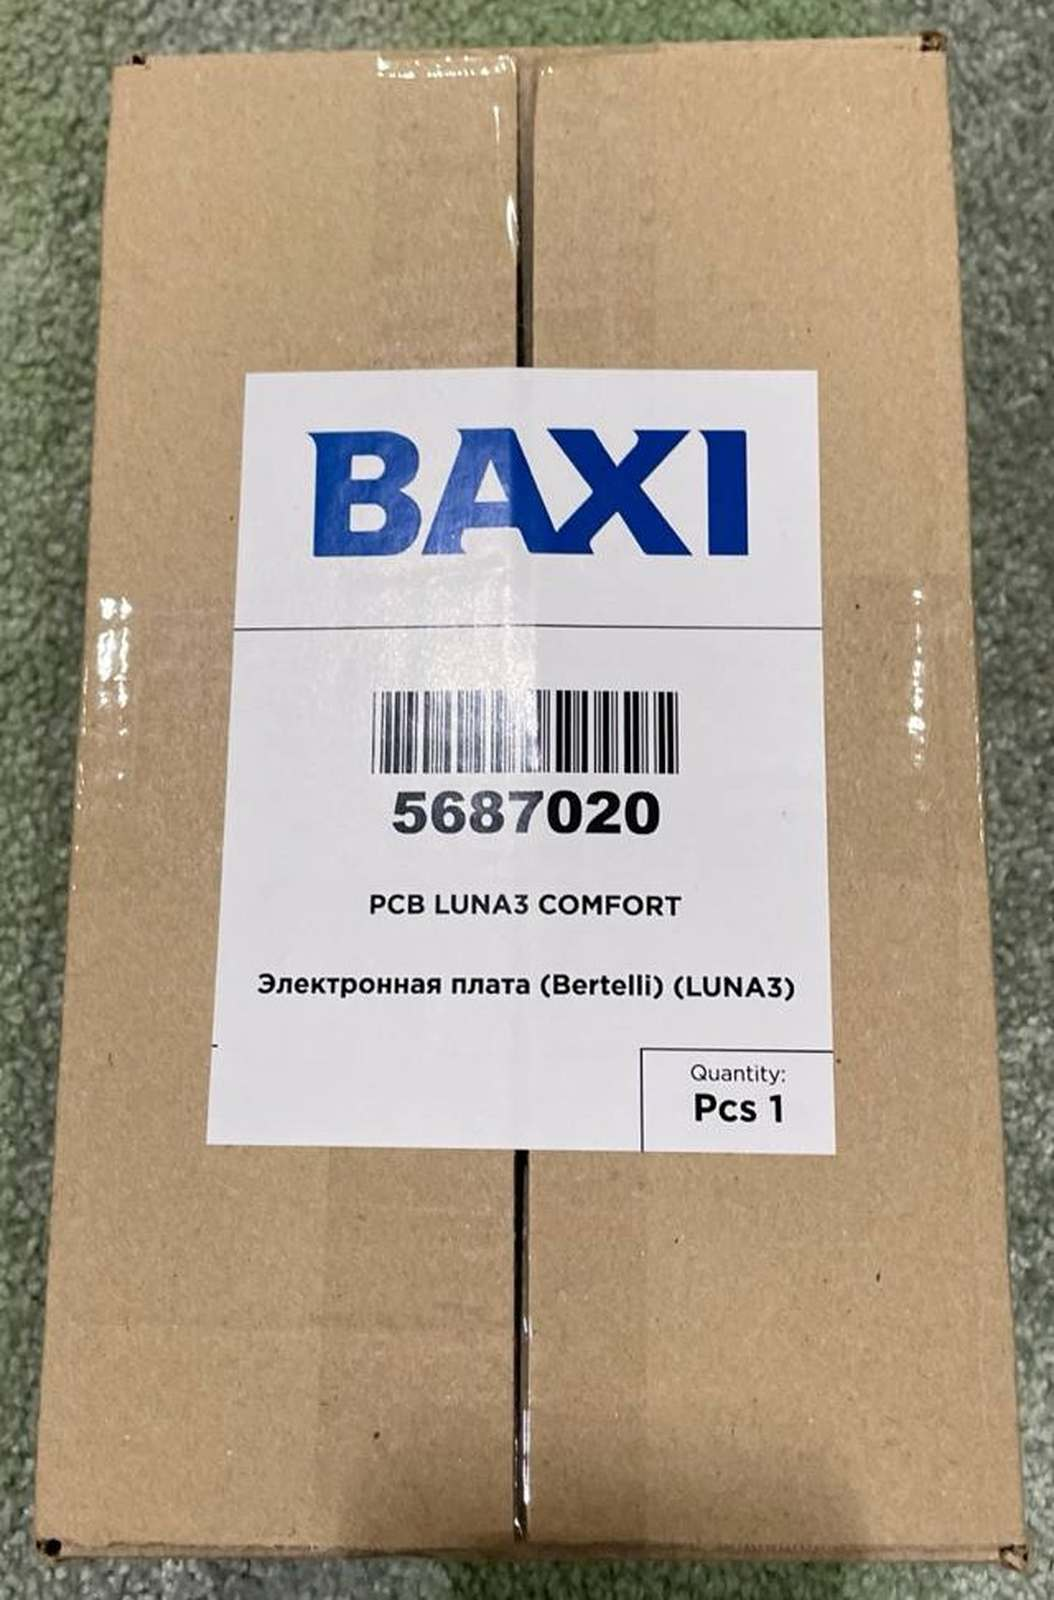 BAXI
5687020
PCB LUNA3 COMFORT
Электронная плата (Bertelli) (LUNA3)
Quantity:
Pcs 1